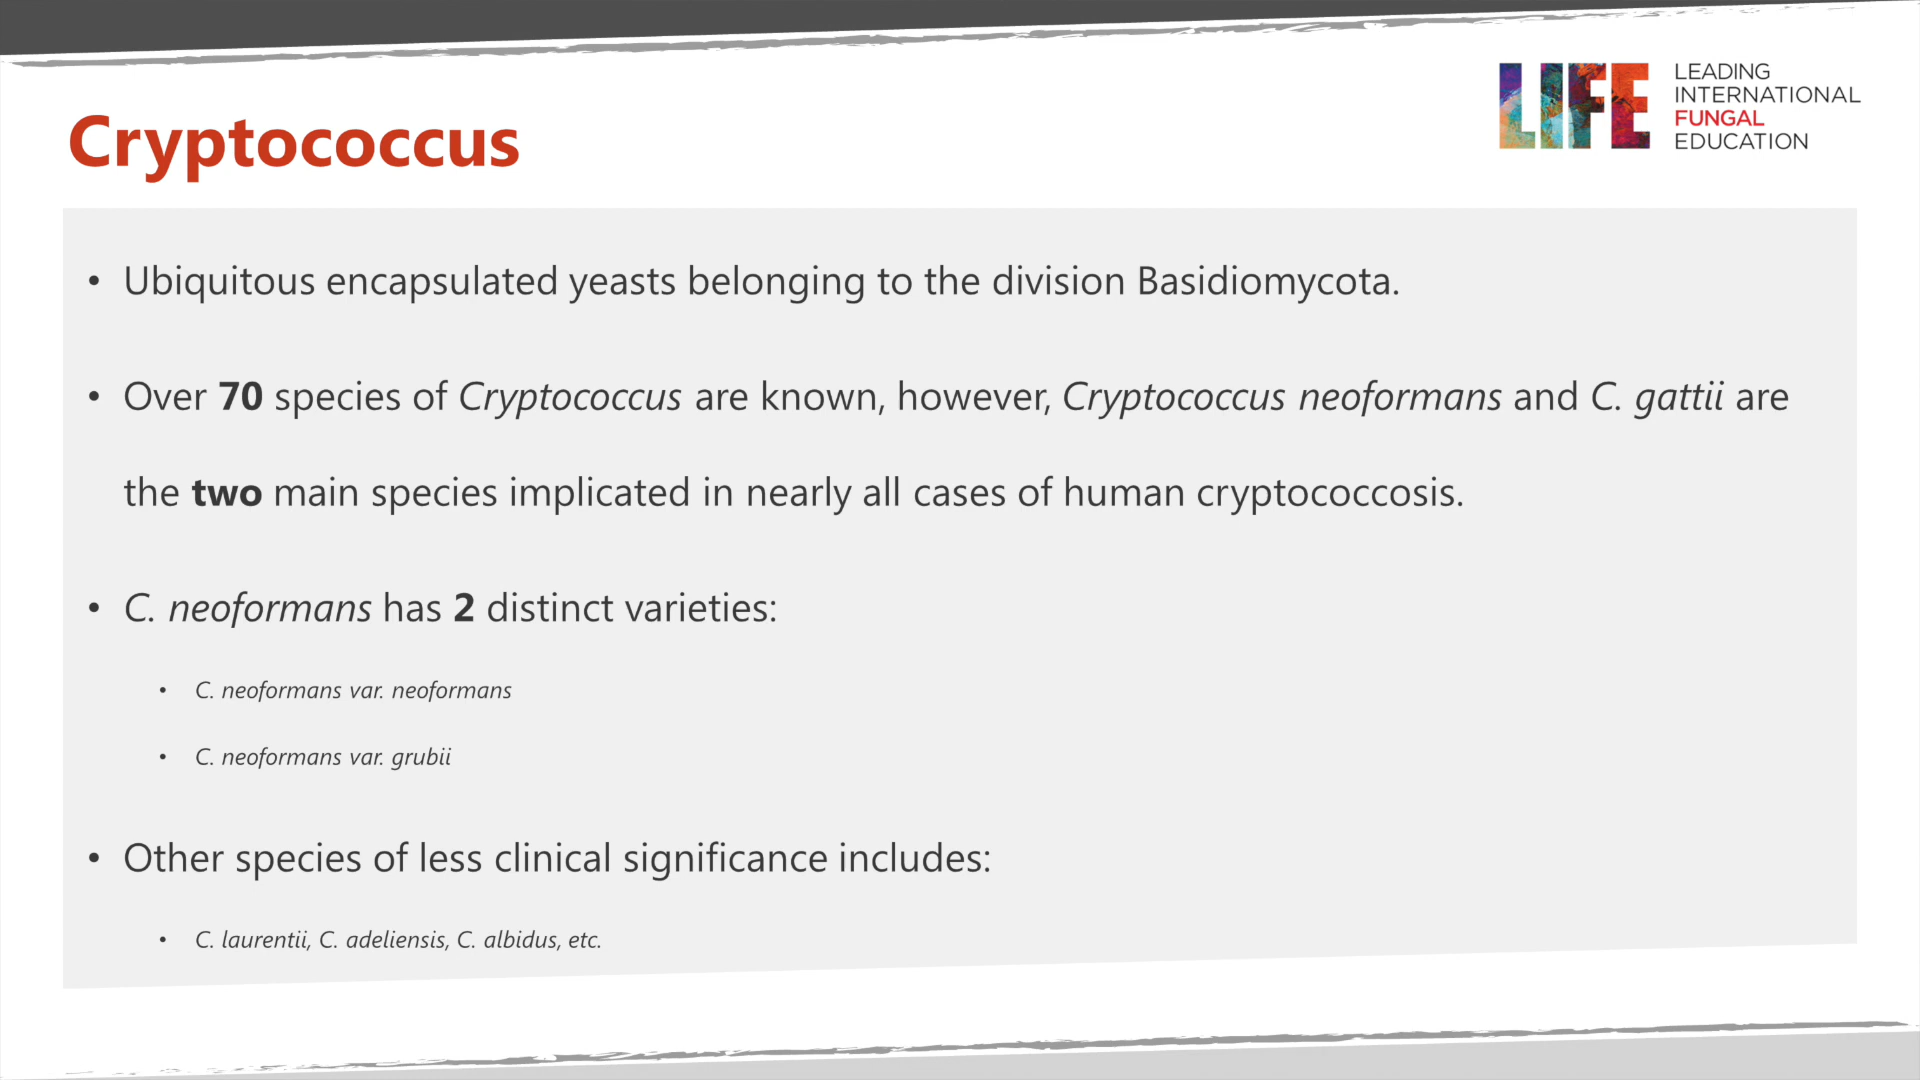 LIFE
LEADING
INTERNATIONAL
FUNGAL
EDUCATION
Cryptococcus
• Ubiquitous encapsulated yeasts belonging to the division Basidiomycota.
• Over 70 species of Cryptococcus are known, however, Cryptococcus neoformans and C. gattii are
the two main species implicated in nearly all cases of human cryptococcosis.
• C. neoformans has 2 distinct varieties:
• C. neoformans var. neoformans
• C. neoformans var. grubii
• Other species of less clinical significance includes:
• C. laurentii, C. adeliensis, C. albidus, etc.